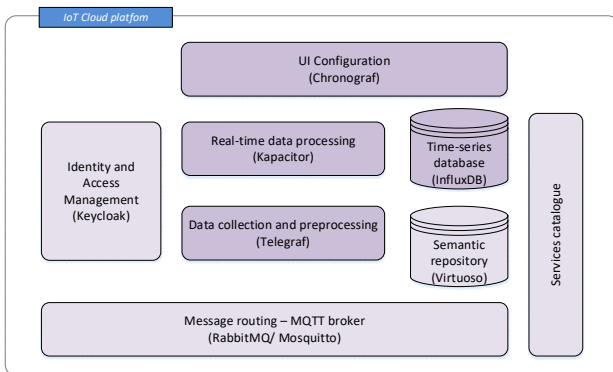 IoT Cloud platfom
UI Configuration
(Chronograf)
Identity and
Access
Management
(Keycloak)
Real-time data processing
(Kapacitor)
Time-series
database
(InfluxDB)
Data collection and preprocessing
(Telegraf)
Semantic
repository
(Virtuoso)
Services catalogue
Message routing – MQTT broker
(RabbitMQ/ Mosquitto)